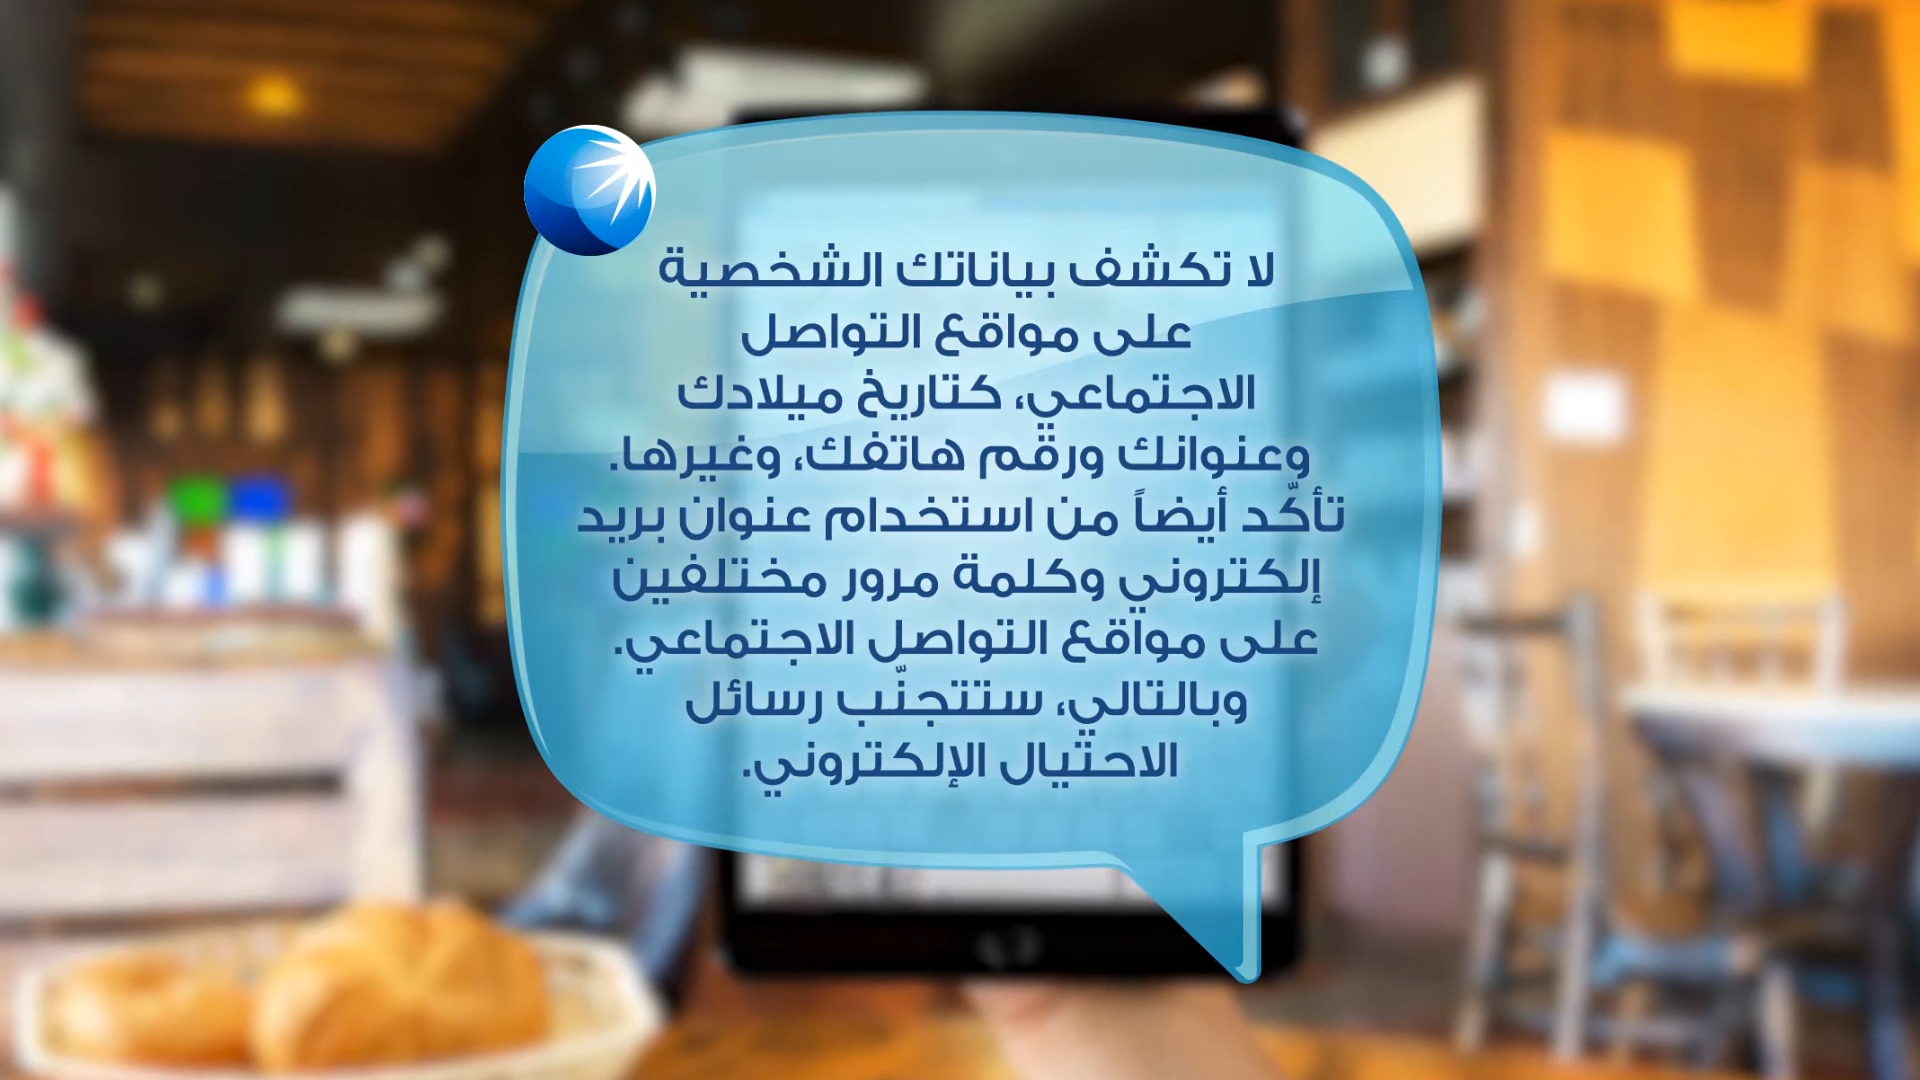 لا تكشف بياناتك الشخصية
على مواقع التواصل
الاجتماعي، كتاريخ ميلادك
وعنوانك ورقم هاتفك، وغيرها.
تأكّد أيضاً من استخدام عنوان بريد
إلكتروني وكلمة مرور مختلفين
على مواقع التواصل الاجتماعي.
وبالتالي، ستتجنّب رسائل
الاحتيال الإلكتروني.